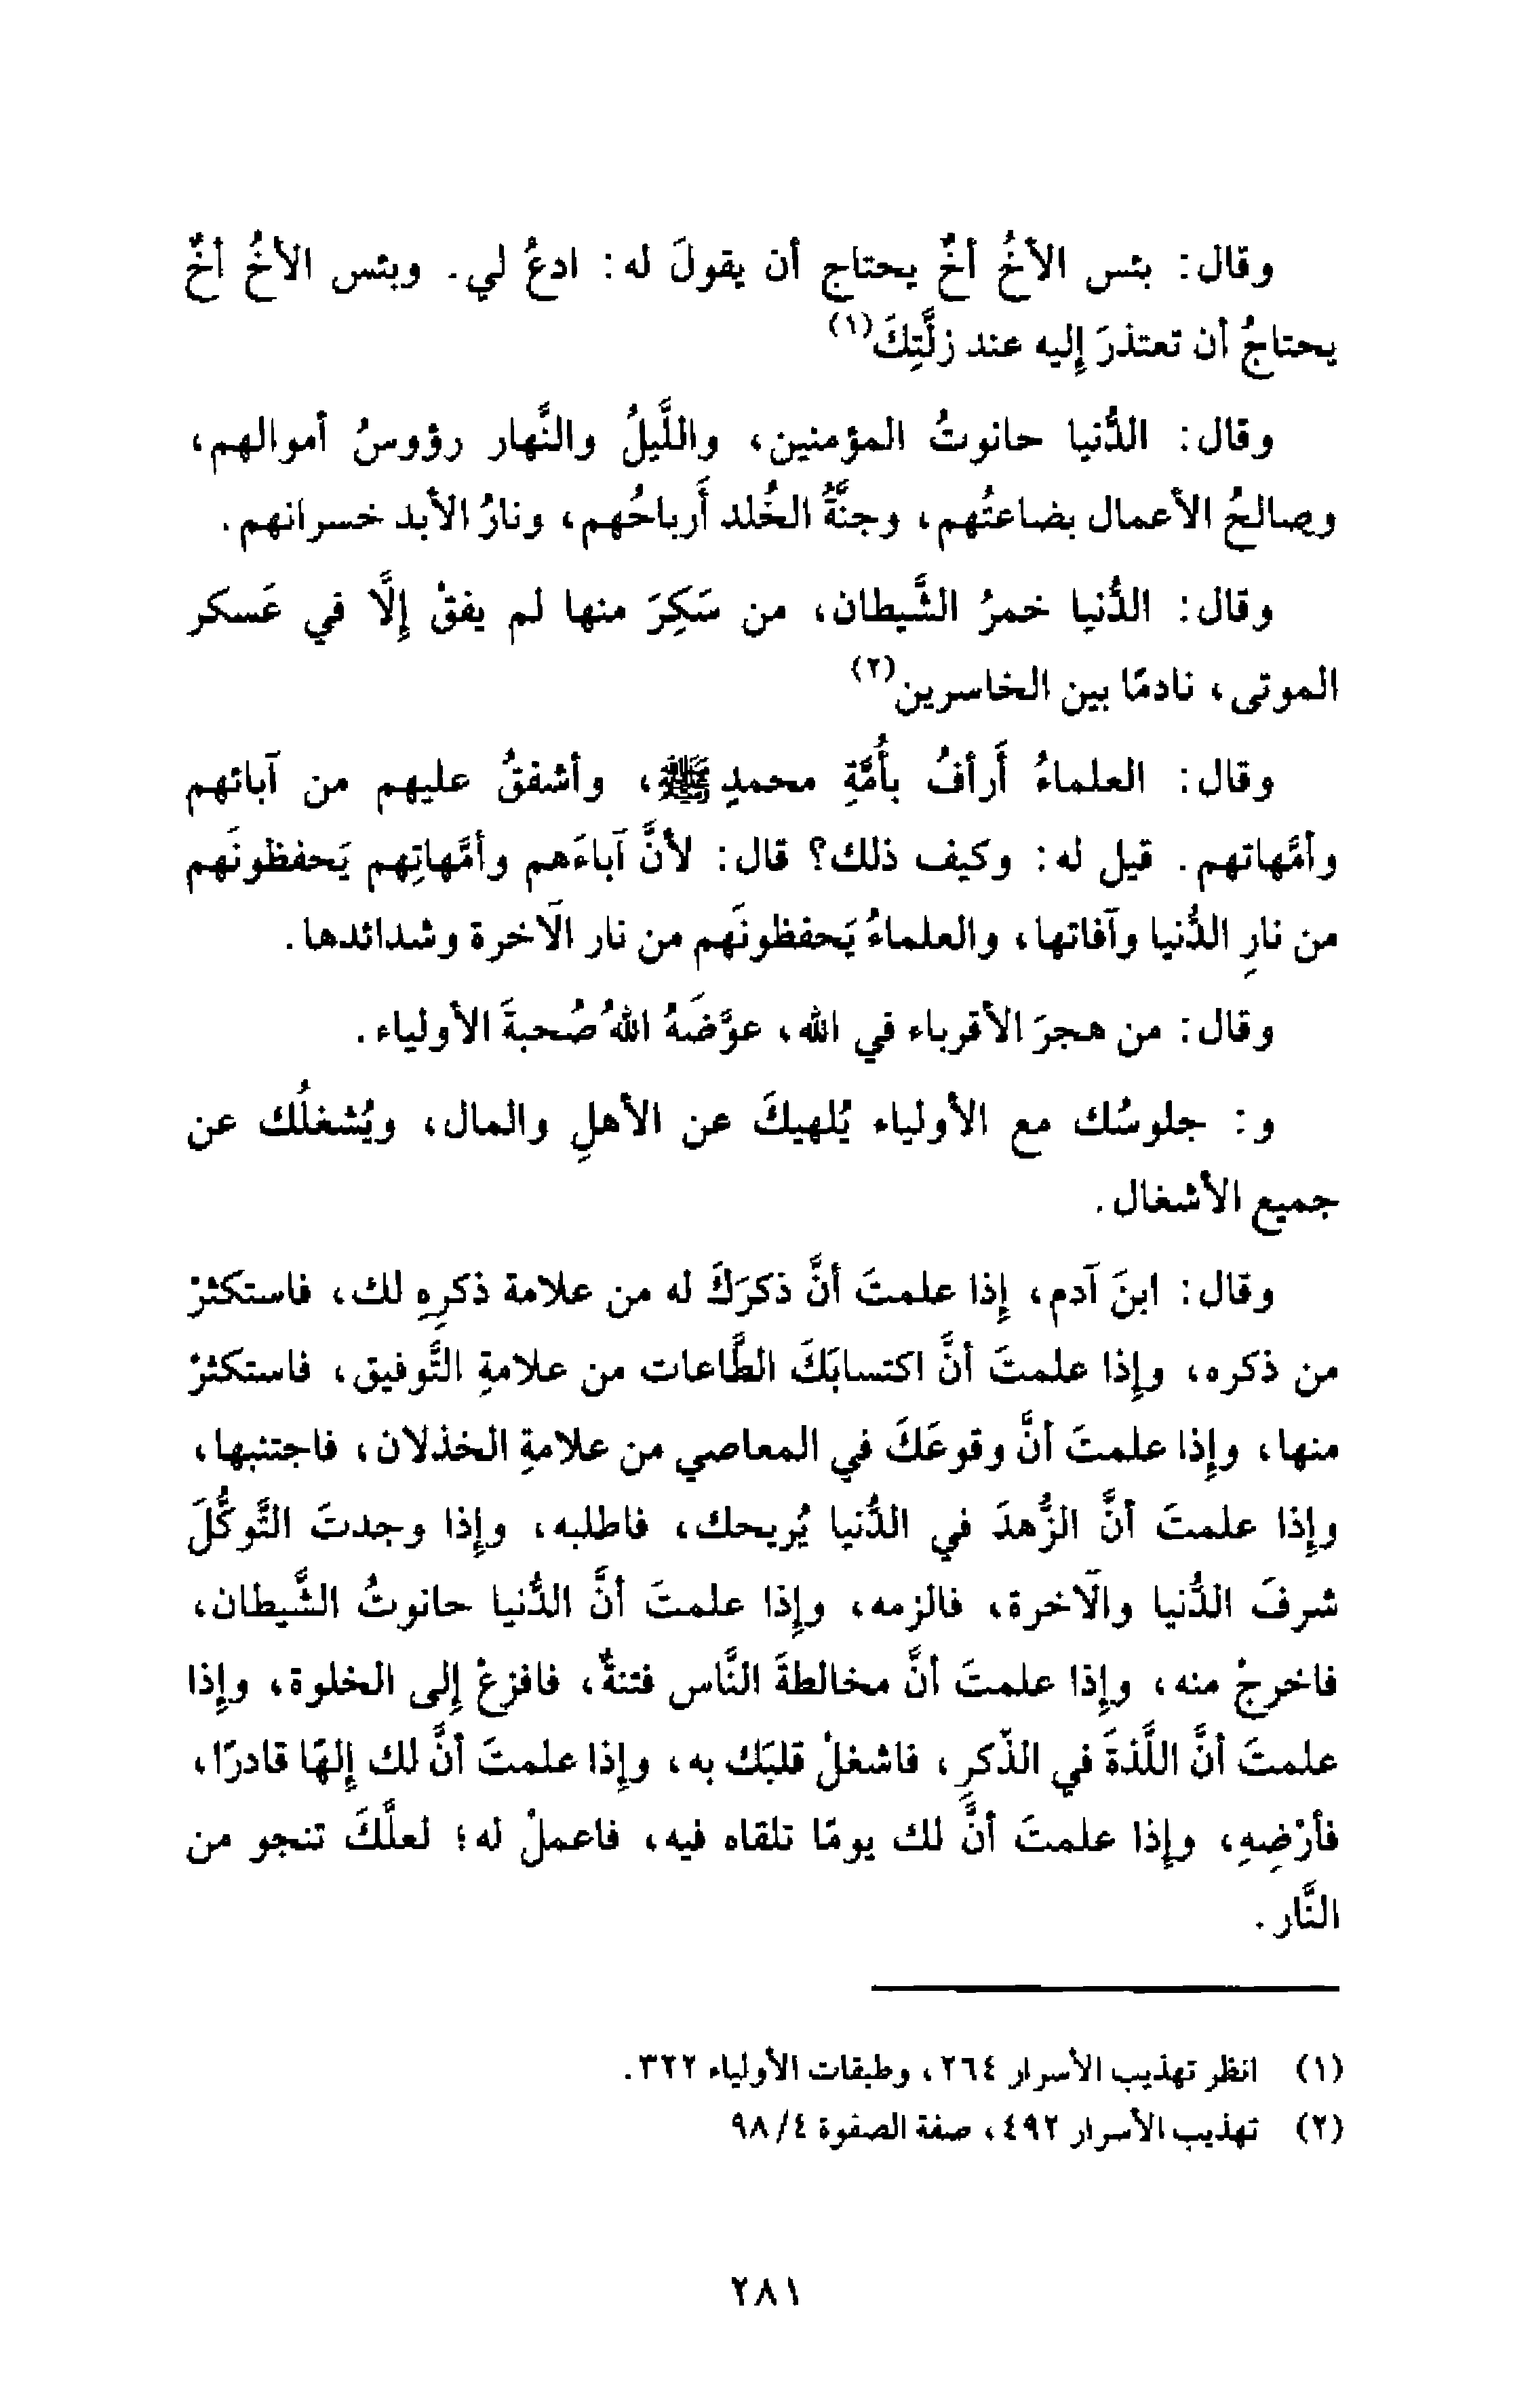 وقال: بئس الأخُ أخٌ يحتاج أن يقولَ له: ادعُ لي. وبئس الأخُ أخٌ
يحتاجُ أن تعتذرَ إليه عند زلَّتِكَ(١)
وقال: الدُّنيا حانوتُ المؤمنين، واللَّيلُ والنَّهار رؤوسُ أموالهم،
وصالحُ الأعمال بضاعتُهم، وجنَّةُ الخُلد أَرباحُهم، ونارُ الأبد خسرانهم.
وقال: الدُّنيا خمرُ الشَّيطان، من سَكِرَ منها لم يفقْ إلَّا في عَسكر
الموتى، نادمًا بين الخاسرين(٢)
وقال: العلماءُ أَرأفُ بأُمَّةِ محمدٍ ﷺ، وأشفقُ عليهم من آبائهم
وأمَّهاتهم. قيل له: وكيف ذلك؟ قال: لأنَّ آباءَهم وأمَّهاتِهم يَحفظونَهم
من نارِ الدُّنيا وآفاتها، والعلماءُ يَحفظونَهم من نار الآخرة وشدائدها.
وقال: من هجرَ الأقرباء في الله، عوَّضَهُ اللهُ صُحبةَ الأولياء.
و: جلوسُك مع الأولياء يُلهيكَ عن الأهلِ والمال، ويُشغلُك عن
جميع الأشغال.
وقال: ابنَ آدم، إذا علمتَ أنَّ ذكرَكَ له من علامة ذكرِه لك، فاستكثرْ
من ذكره، وإذا علمتَ أنَّ اكتسابَكَ الطَّاعات من علامةِ التَّوفيق، فاستكثرْ
منها، وإذا علمتَ أنَّ وقوعَكَ في المعاصي من علامةِ الخذلان، فاجتنبها،
وإذا علمتَ أنَّ الزُّهدَ في الدُّنيا يُريحك، فاطلبه، وإذا وجدتَ التَّوكُّلَ
شرفَ الدُّنيا والآخرة، فالزمه، وإذا علمتَ أنَّ الدُّنيا حانوتُ الشَّيطان،
فاخرجْ منه، وإذا علمتَ أنَّ مخالطةَ النَّاس فتنةٌ، فافزعْ إلى الخلوة، وإذا
علمتَ أنَّ اللَّذةَ في الذِّكرِ، فاشغلْ قلبَك به، وإذا علمتَ أنَّ لك إلهًا قادرًا،
فأرْضِهِ، وإذا علمتَ أنَّ لك يومًا تلقاه فيه، فاعملْ له؛ لعلَّكَ تنجو من
النَّار.
(١) انظر تهذيب الأسرار ٢٦٤، وطبقات الأولياء ٣٢٢.
(٢) تهذيب الأسرار ٤٩٢، صفة الصفوة ٩٨/٤
٢٨١